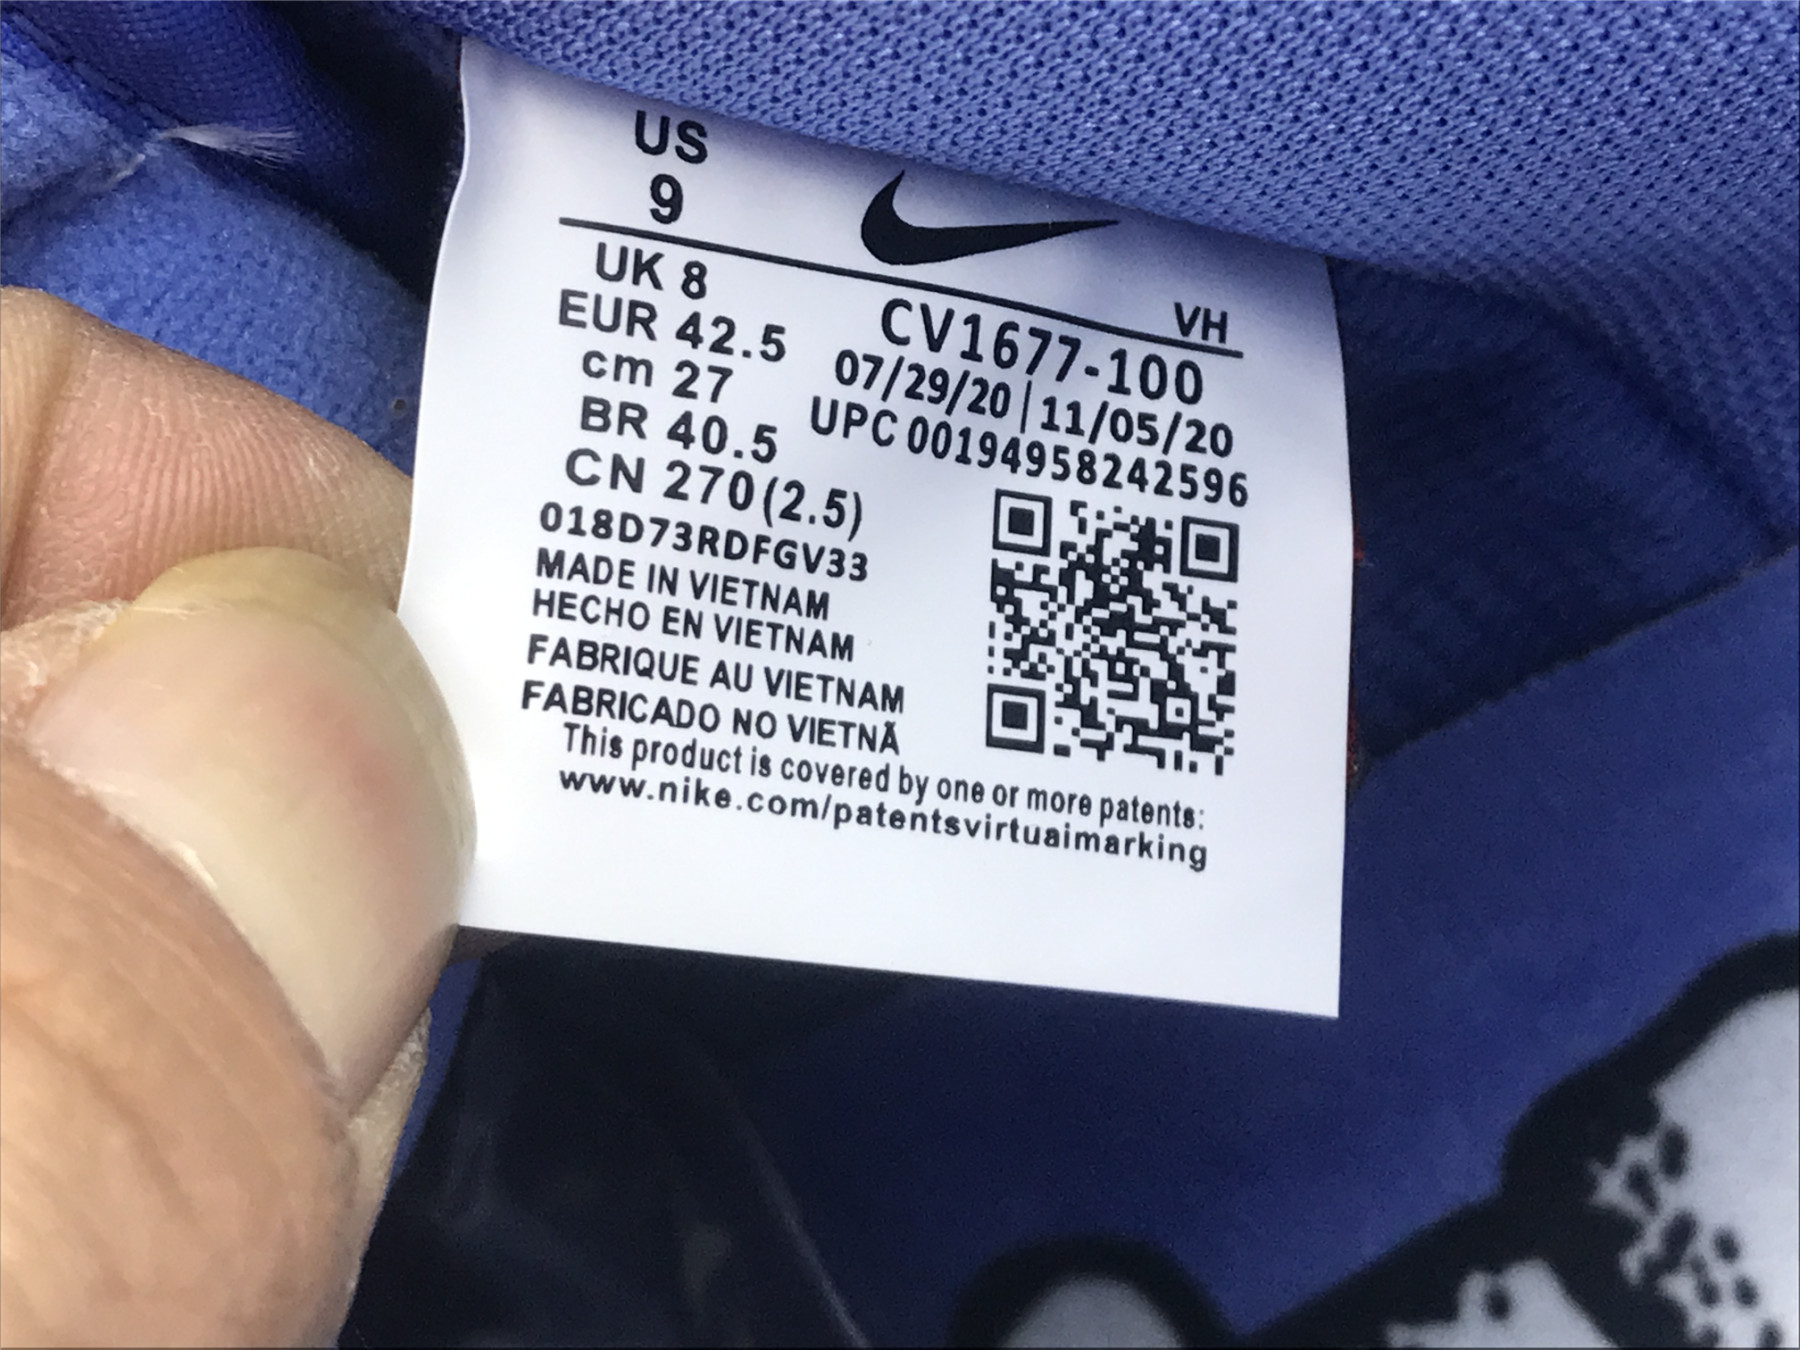 US
9
VH
UK 8
EUR 42.5
cm 27
BR 40.5
CN 270(2.5)
CV1677-100
07/29/20 | 11/05/20
UPC 00194958242596
018D73RDFGV33
MADE IN VIETNAM
HECHO EN VIETNAM
FABRIQUE AU VIETNAM
FABRICADO NO VIETNÃ
This product is covered by one or more patents:
www.nike.com/patentsvirtuaimarking